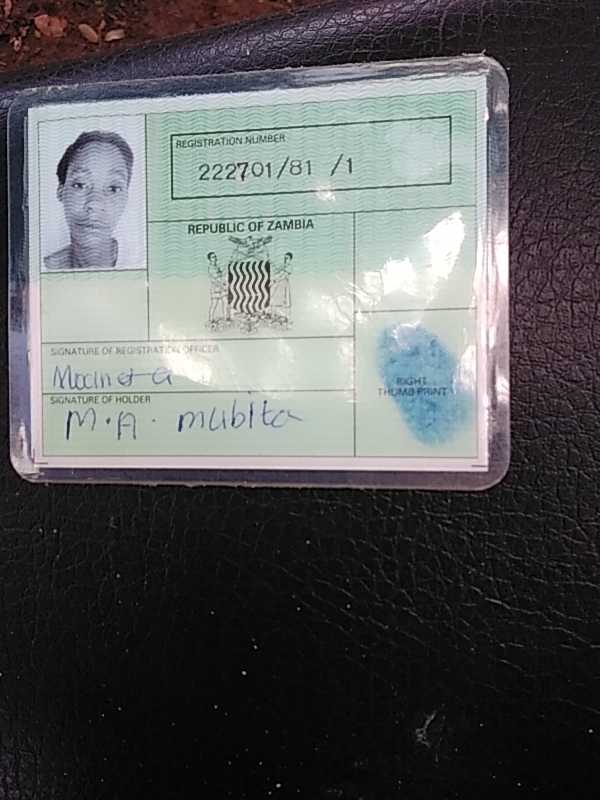 REGISTRATION NUMBER
222701/81 /1
REPUBLIC OF ZAMBIA
SIGNATURE OF REGISTRATION OFFICER
SIGNATURE OF HOLDER
M.A. mubita
RIGHT
THUMB PRINT